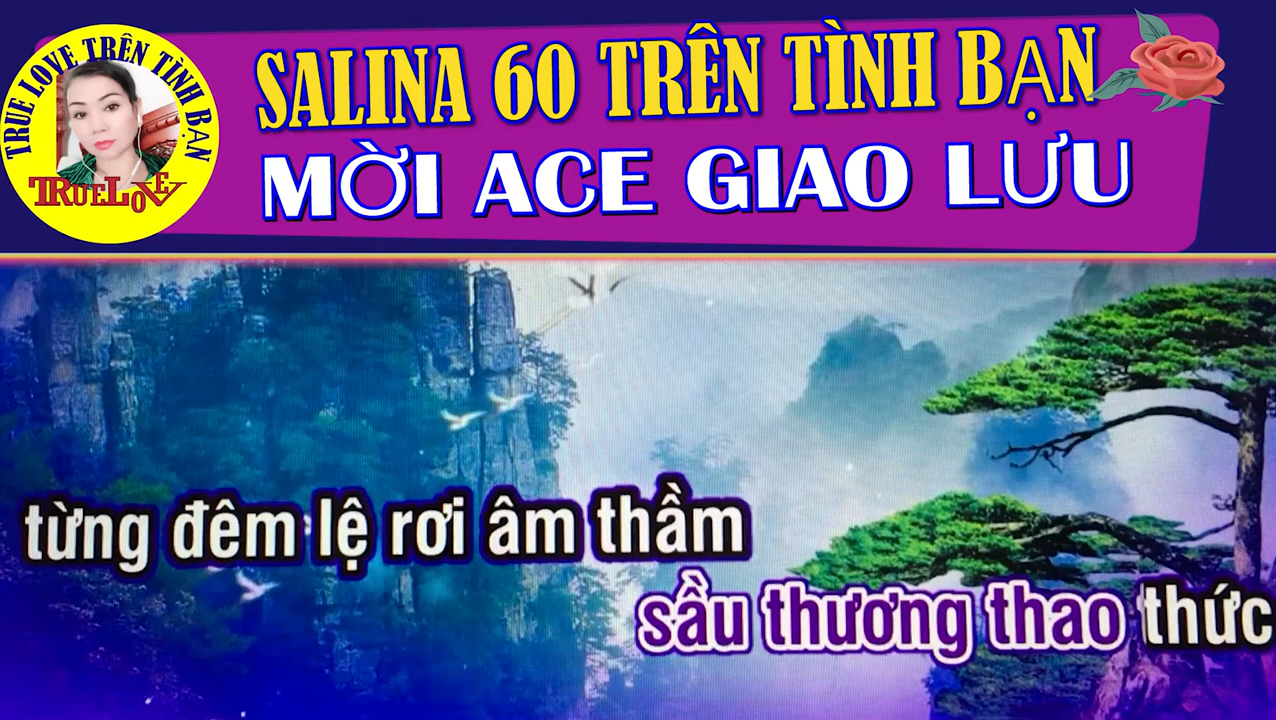 TRUE LOVE TRÊN TÌNH BẠN
TRUELOVE
SALINA 60 TRÊN TÌNH BẠN
MỜI ACE GIAO LƯU
từng đêm lệ rơi âm thầm
sầu thương thao thức